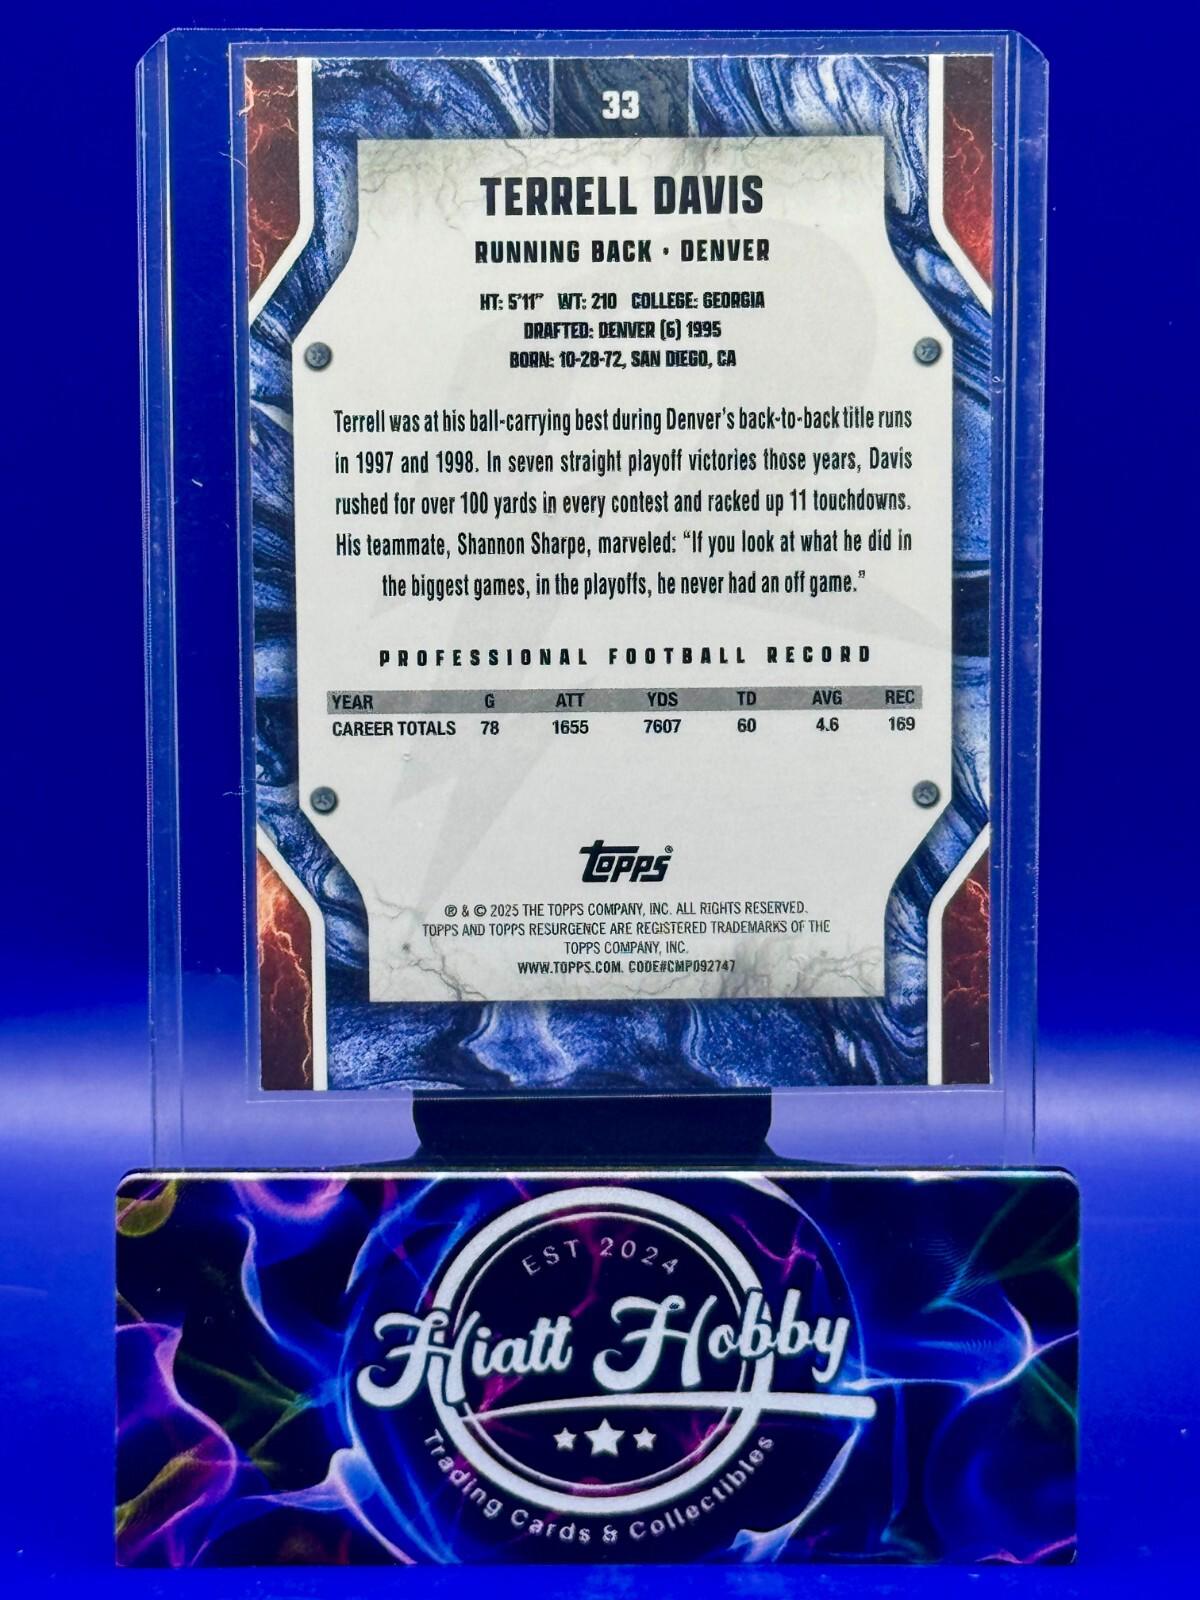 33
TERRELL DAVIS
RUNNING BACK • DENVER
HT: 5'11" WT: 210 COLLEGE: GEORGIA
DRAFTED: DENVER (6) 1995
BORN: 10-28-72, SAN DIEGO, CA
Terrell was at his ball-carrying best during Denver's back-to-back title runs
in 1997 and 1998. In seven straight playoff victories those years, Davis
rushed for over 100 yards in every contest and racked up 11 touchdowns.
His teammate, Shannon Sharpe, marveled: "If you look at what he did in
the biggest games, in the playoffs, he never had an off game."
PROFESSIONAL FOOTBALL RECORD
YEAR G ATT YDS TD AVG REC
CAREER TOTALS 78 1655 7607 60 4.6 169
topps®
® & © 2025 THE TOPPS COMPANY, INC. ALL RIGHTS RESERVED.
TOPPS AND TOPPS RESURGENCE ARE REGISTERED TRADEMARKS OF THE
TOPPS COMPANY, INC.
WWW.TOPPS.COM. CODE#CMP092747
EST 2024
Hiatt Hobby
Trading Cards & Collectibles